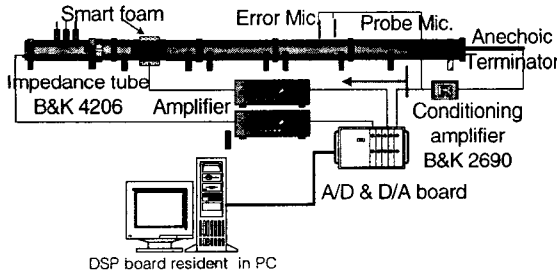 Smart foam
Error Mic.
Probe Mic.
Anechoic
Terminator
Impedance tube
B&K 4206
Amplifier
Conditioning
amplifier
B&K 2690
A/D & D/A board
DSP board resident in PC